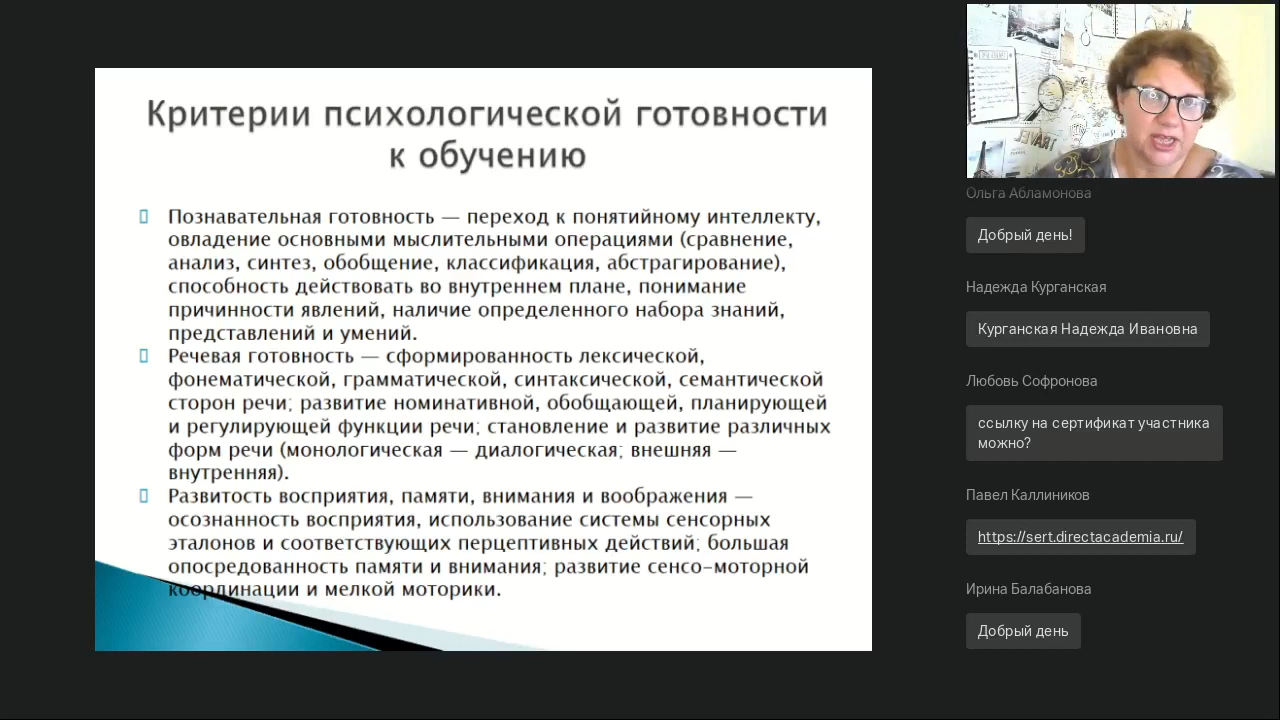 Критерии психологической готовности
к обучению
Познавательная готовность — переход к понятийному интеллекту,
овладение основными мыслительными операциями (сравнение,
анализ, синтез, обобщение, классификация, абстрагирование),
способность действовать во внутреннем плане, понимание
причинности явлений, наличие определенного набора знаний,
представлений и умений.
Речевая готовность — сформированность лексической,
фонематической, грамматической, синтаксической, семантической
сторон речи; развитие номинативной, обобщающей, планирующей
и регулирующей функции речи; становление и развитие различных
форм речи (монологическая — диалогическая; внешняя —
внутренняя).
Развитость восприятия, памяти, внимания и воображения —
осознанность восприятия, использование системы сенсорных
эталонов и соответствующих перцептивных действий; большая
опосредованность памяти и внимания; развитие сенсо-моторной
координации и мелкой моторики.
TRAVEL
Ольга Абламонова
Добрый день!
Надежда Курганская
Курганская Надежда Ивановна
Любовь Софронова
ссылку на сертификат участника
можно?
Павел Каллиников
https://sert.directacademia.ru/
Ирина Балабанова
Добрый день